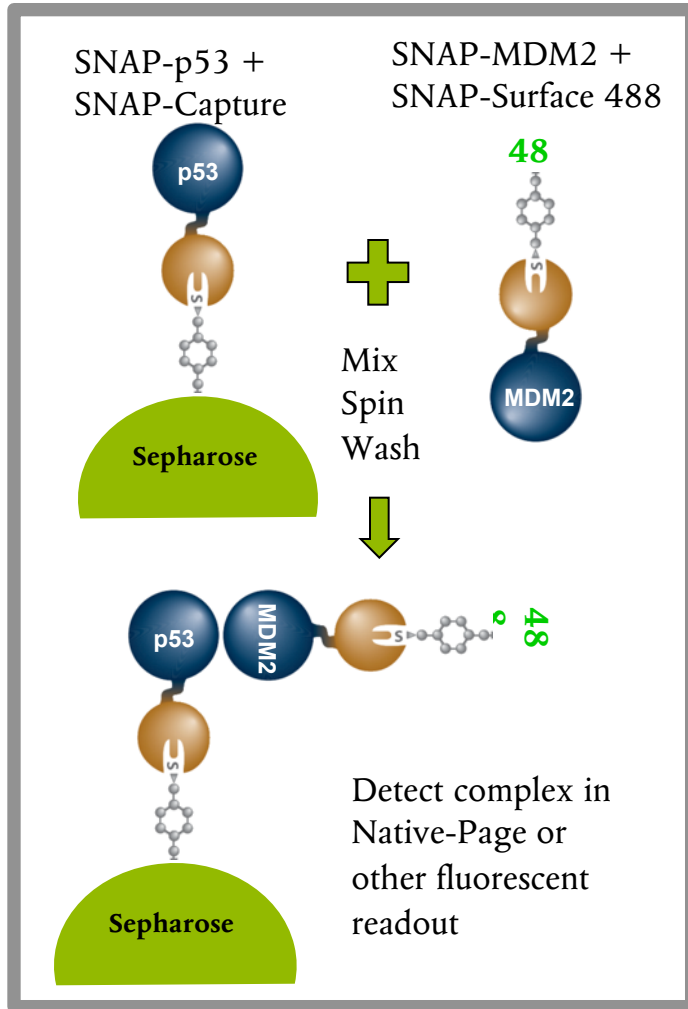 SNAP-p53 +
SNAP-Capture
SNAP-MDM2 +
SNAP-Surface 488
48
p53
S
S
MDM2
Mix
Spin
Wash
Sepharose
p53
MDM2
S
48
S
Detect complex in
Native-Page or
other fluorescent
readout
Sepharose